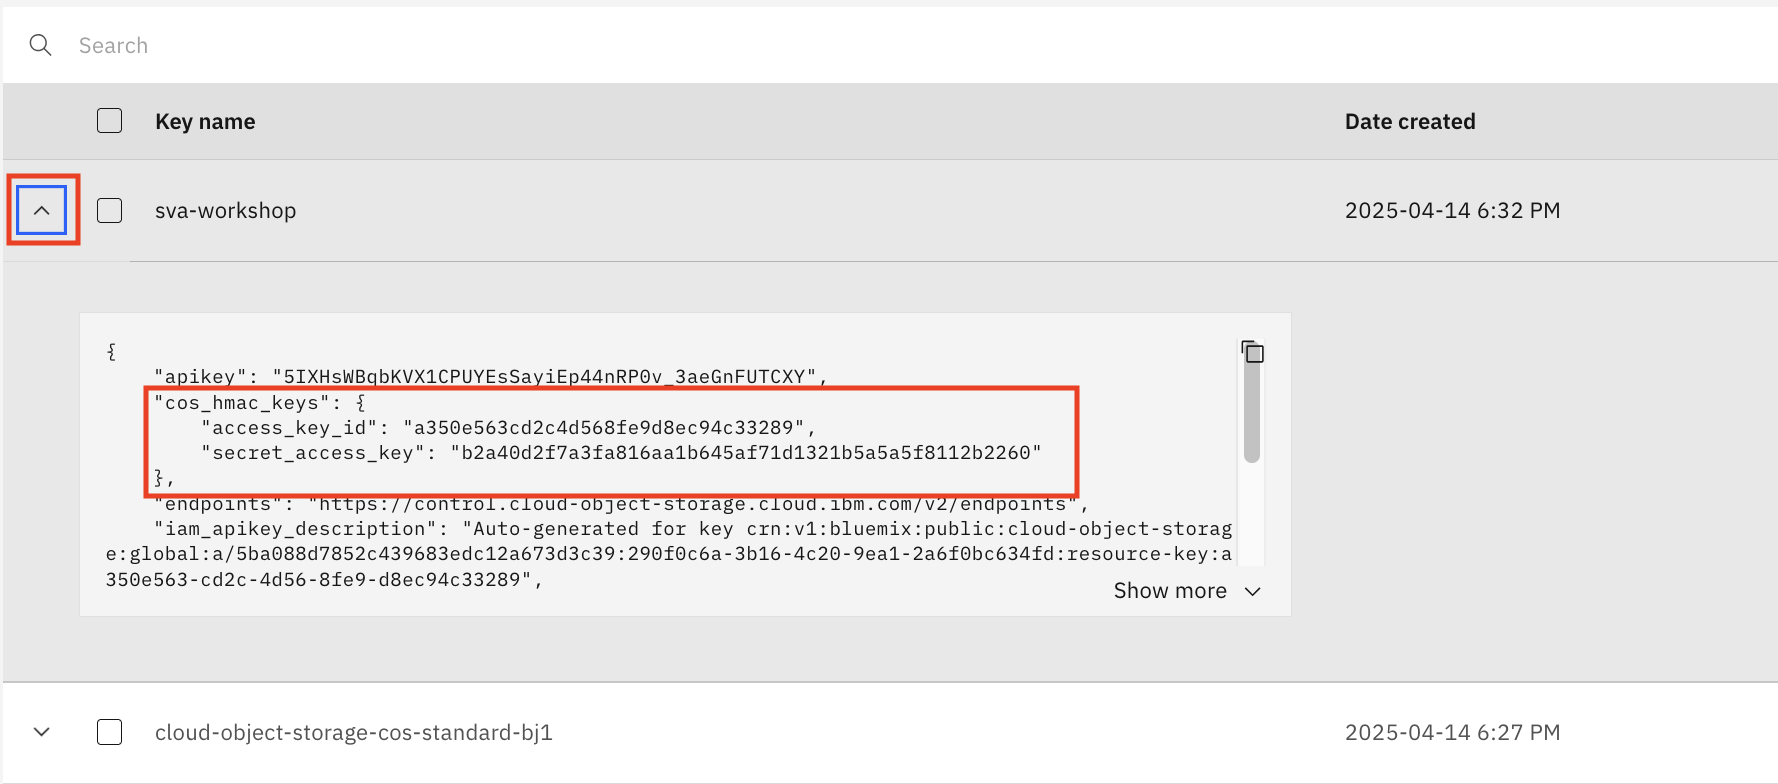 Search
Key name Date created
sva-workshop 2025-04-14 6:32 PM
{
"apikey": "5IXHsWBqbKVX1CPUYEsSayiEp44nRP0v_3aeGnFUTCXY",
"cos_hmac_keys": {
"access_key_id": "a350e563cd2c4d568fe9d8ec94c33289",
"secret_access_key": "b2a40d2f7a3fa816aa1b645af71d1321b5a5a5f8112b2260"
},
"endpoints": "https://control.cloud-object-storage.cloud.ibm.com/v2/endpoints",
"iam_apikey_description": "Auto-generated for key crn:v1:bluemix:public:cloud-object-storag
e:global:a/5ba088d7852c439683edc12a673d3c39:290f0c6a-3b16-4c20-9ea1-2a6f0bc634fd:resource-key:a
350e563-cd2c-4d56-8fe9-d8ec94c33289",
Show more
cloud-object-storage-cos-standard-bj1 2025-04-14 6:27 PM